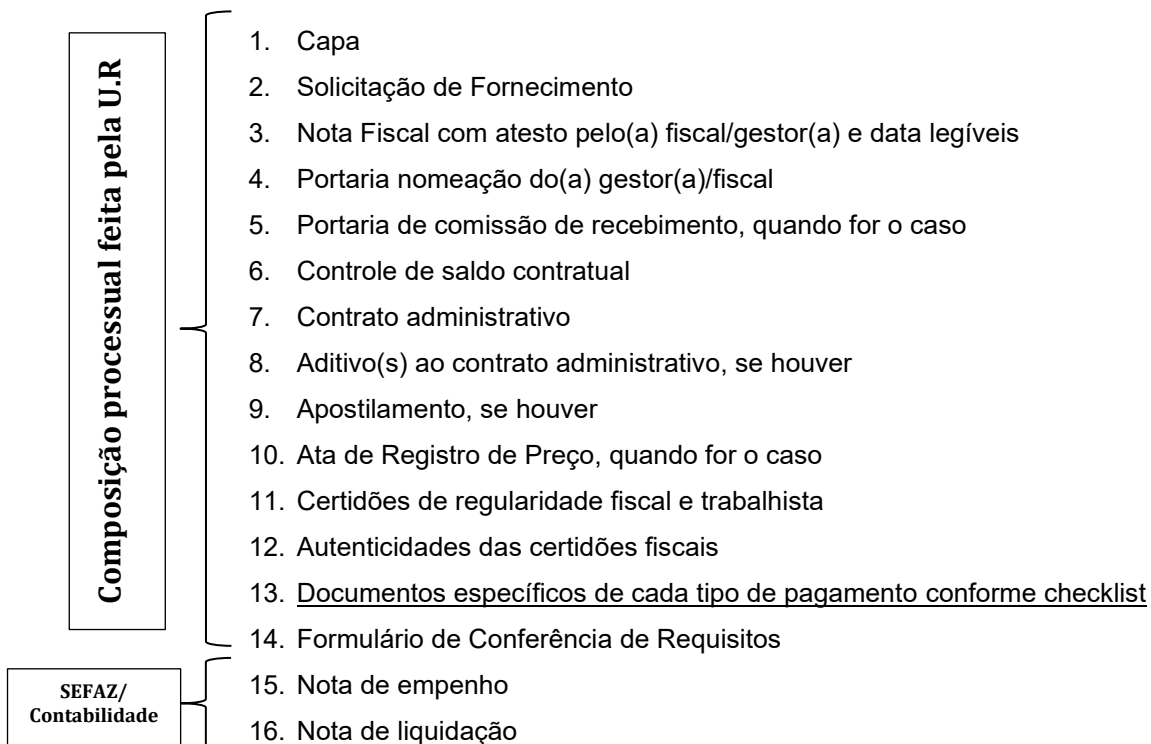 Composição processual feita pela U.R
1. Capa
2. Solicitação de Fornecimento
3. Nota Fiscal com atesto pelo(a) fiscal/gestor(a) e data legíveis
4. Portaria nomeação do(a) gestor(a)/fiscal
5. Portaria de comissão de recebimento, quando for o caso
6. Controle de saldo contratual
7. Contrato administrativo
8. Aditivo(s) ao contrato administrativo, se houver
9. Apostilamento, se houver
10. Ata de Registro de Preço, quando for o caso
11. Certidões de regularidade fiscal e trabalhista
12. Autenticidades das certidões fiscais
13. Documentos específicos de cada tipo de pagamento conforme checklist
14. Formulário de Conferência de Requisitos
SEFAZ/
Contabilidade
15. Nota de empenho
16. Nota de liquidação